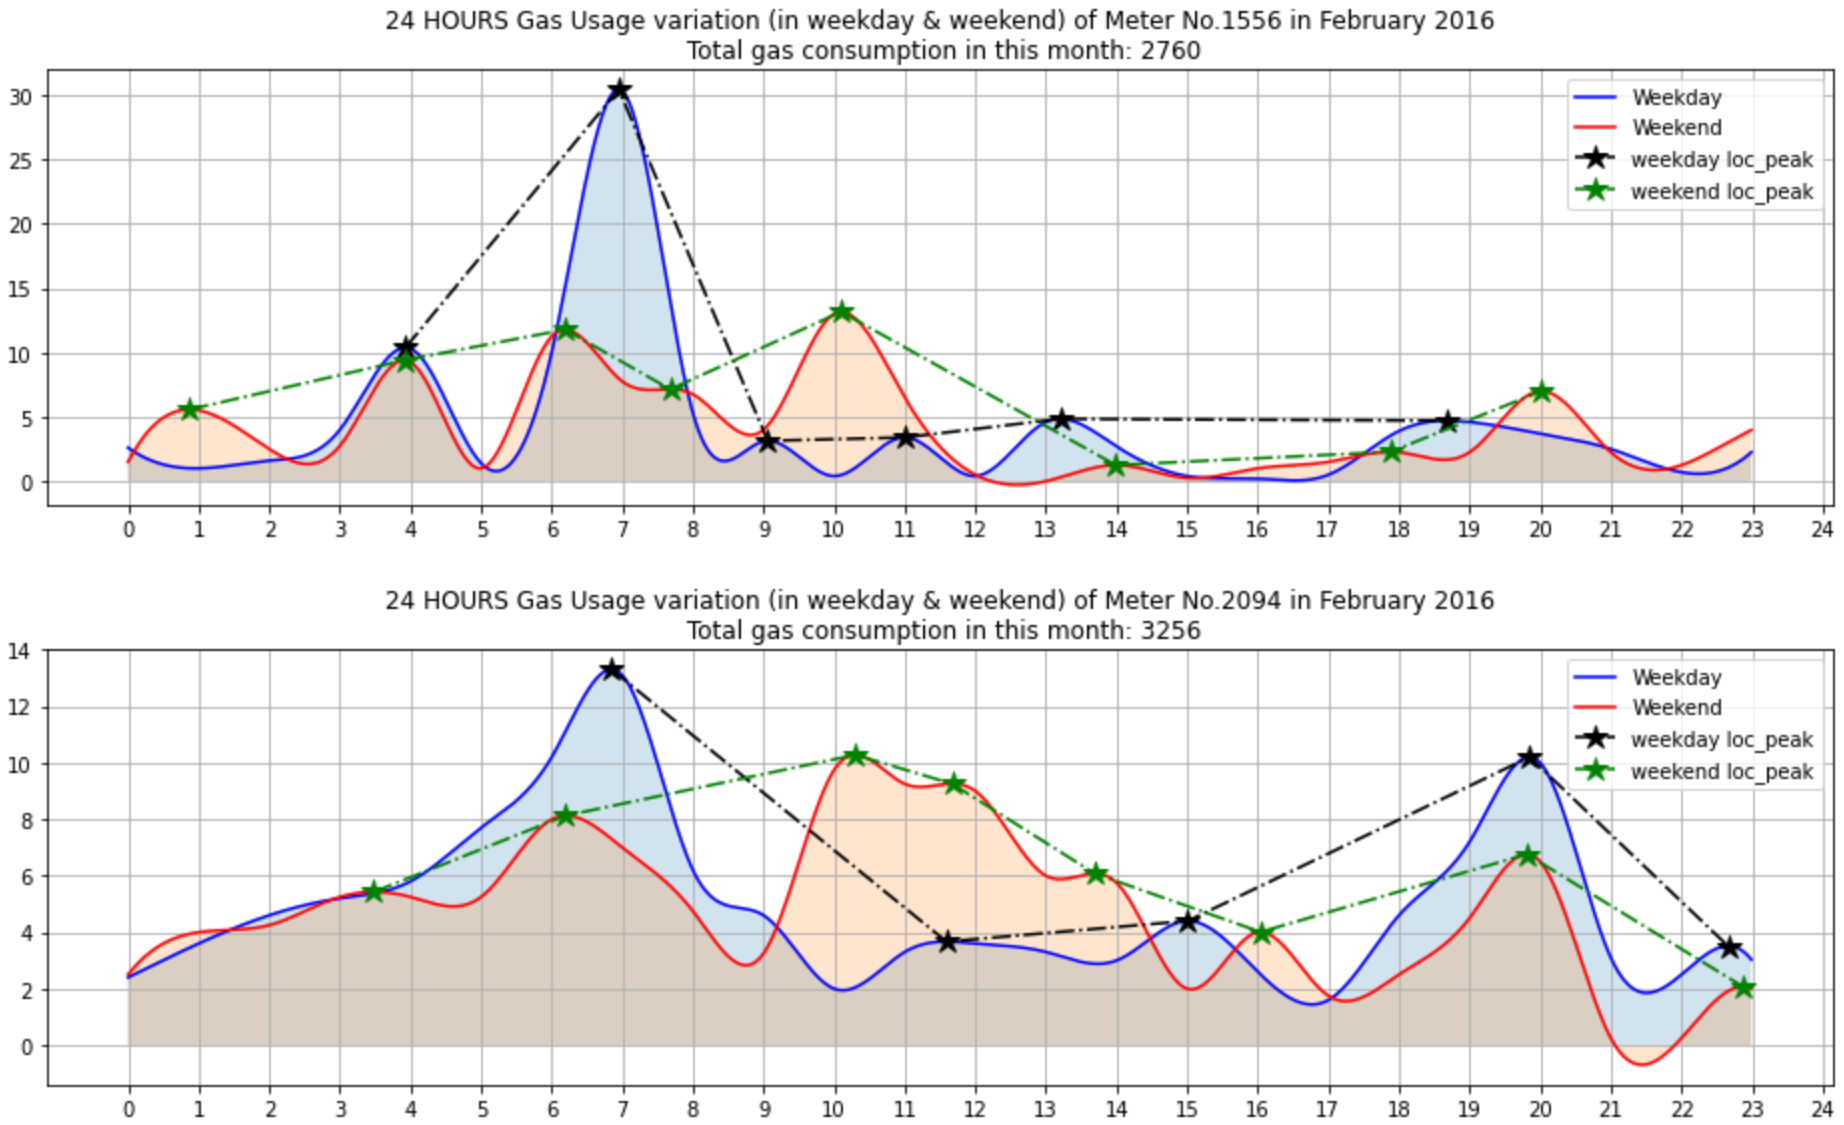 24 HOURS Gas Usage variation (in weekday & weekend) of Meter No.1556 in February 2016
Total gas consumption in this month: 2760
30
25
20
15
10
5
0
Weekday
Weekend
weekday loc_peak
weekend loc_peak
0 1 2 3 4 5 6 7 8 9 10 11 12 13 14 15 16 17 18 19 20 21 22 23 24
24 HOURS Gas Usage variation (in weekday & weekend) of Meter No.2094 in February 2016
Total gas consumption in this month: 3256
14
12
10
8
6
4
2
0
Weekday
Weekend
weekday loc_peak
weekend loc_peak
0 1 2 3 4 5 6 7 8 9 10 11 12 13 14 15 16 17 18 19 20 21 22 23 24